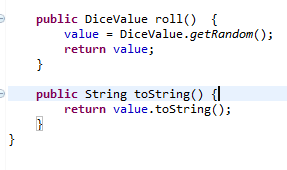 public DiceValue roll()  {
    value = DiceValue.getRandom();
    return value;
}
public String toString() {
    return value.toString();
}
}